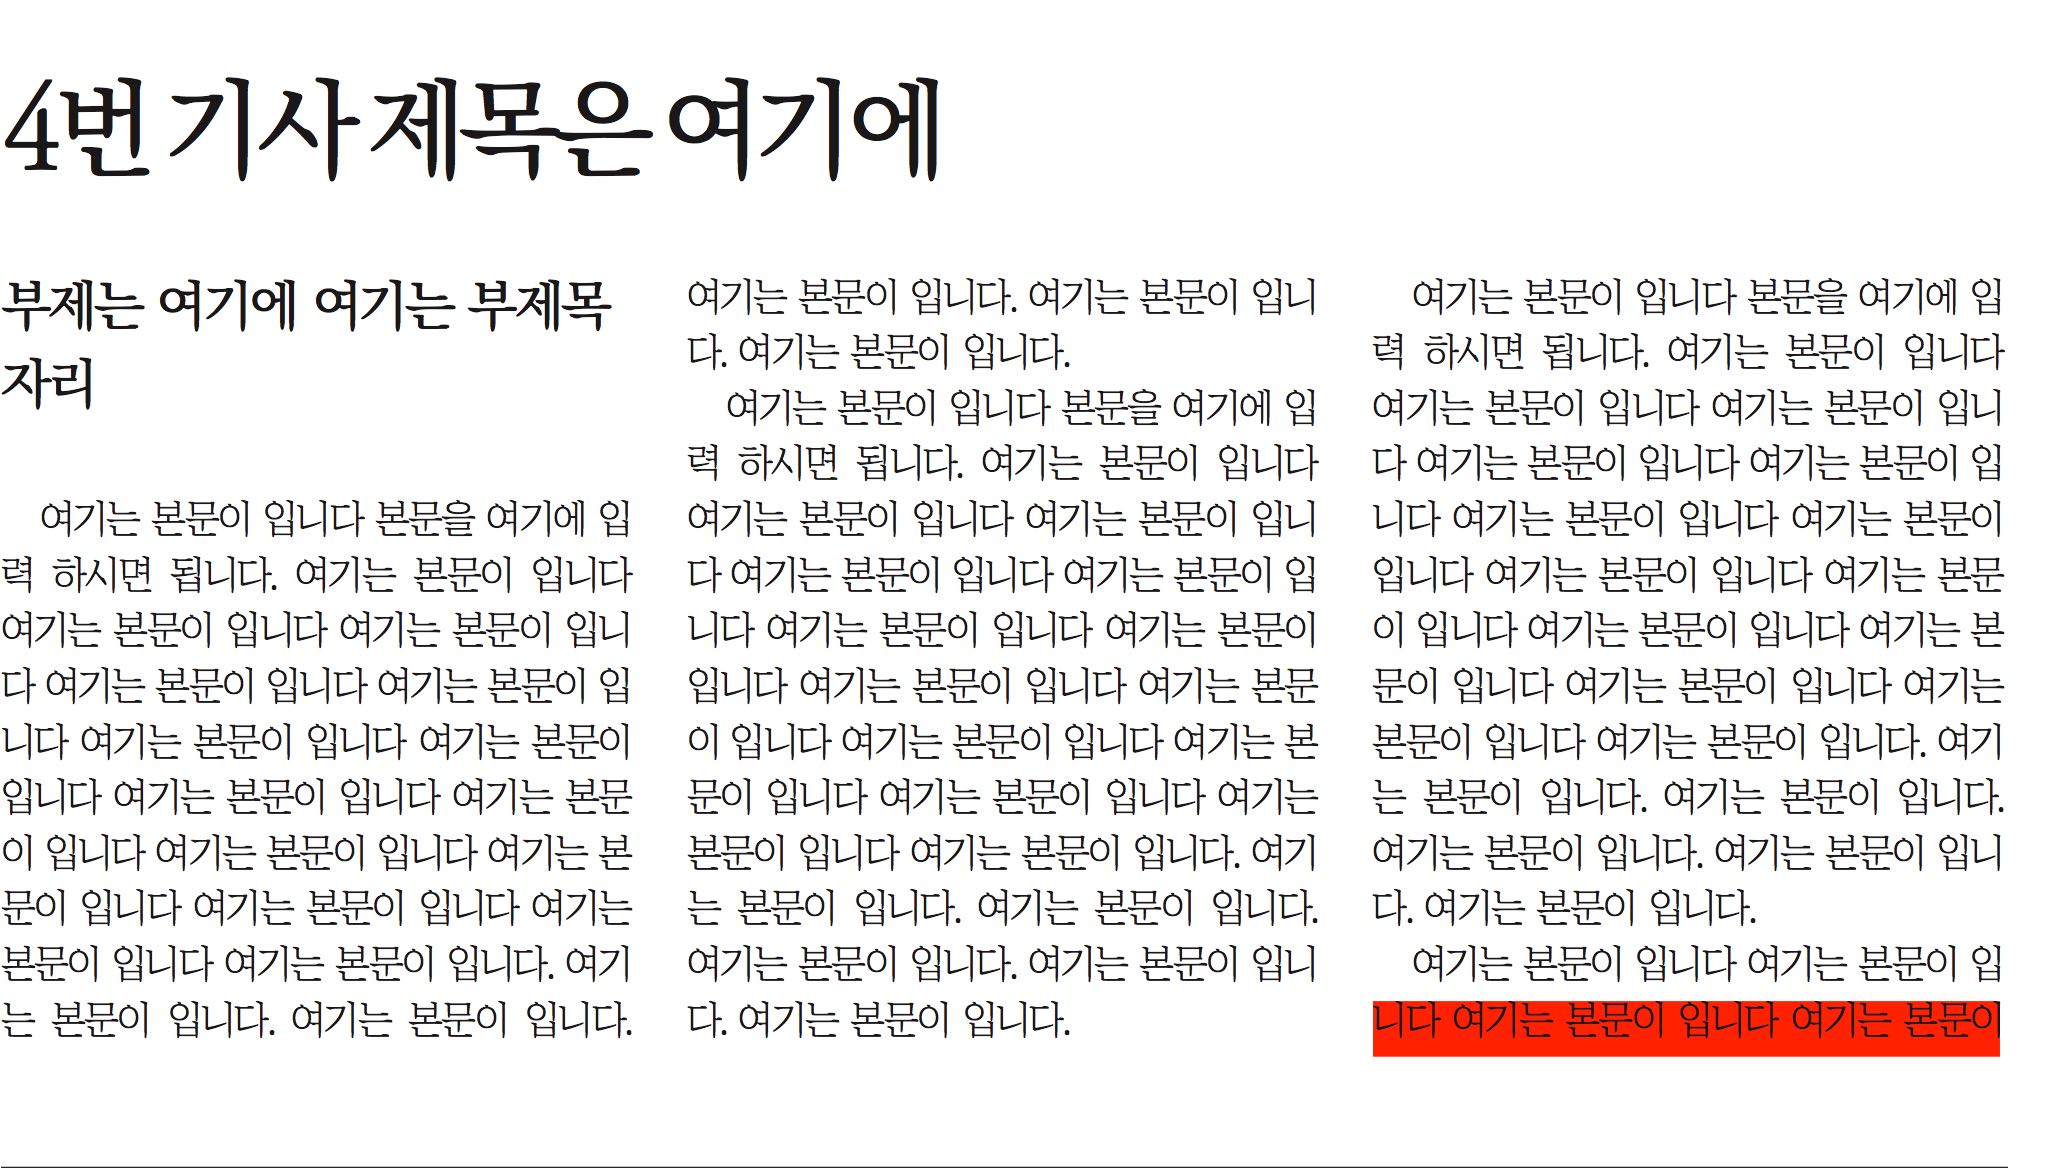 4번 기사 제목은 여기에
부제는 여기에 여기는 부제목
자리
여기는 본문이 입니다 본문을 여기에 입
력 하시면 됩니다. 여기는 본문이 입니다
여기는 본문이 입니다 여기는 본문이 입니
다 여기는 본문이 입니다 여기는 본문이 입
니다 여기는 본문이 입니다 여기는 본문이
입니다 여기는 본문이 입니다 여기는 본문
이 입니다 여기는 본문이 입니다 여기는 본
문이 입니다 여기는 본문이 입니다 여기는
본문이 입니다 여기는 본문이 입니다. 여기
는 본문이 입니다. 여기는 본문이 입니다.
여기는 본문이 입니다. 여기는 본문이 입니
다. 여기는 본문이 입니다.
여기는 본문이 입니다 본문을 여기에 입
력 하시면 됩니다. 여기는 본문이 입니다
여기는 본문이 입니다 여기는 본문이 입니
다 여기는 본문이 입니다 여기는 본문이 입
니다 여기는 본문이 입니다 여기는 본문이
입니다 여기는 본문이 입니다 여기는 본문
이 입니다 여기는 본문이 입니다 여기는 본
문이 입니다 여기는 본문이 입니다 여기는
본문이 입니다 여기는 본문이 입니다. 여기
는 본문이 입니다. 여기는 본문이 입니다.
여기는 본문이 입니다. 여기는 본문이 입니
다. 여기는 본문이 입니다.
여기는 본문이 입니다 본문을 여기에 입
력 하시면 됩니다. 여기는 본문이 입니다
여기는 본문이 입니다 여기는 본문이 입니
다 여기는 본문이 입니다 여기는 본문이 입
니다 여기는 본문이 입니다 여기는 본문이
입니다 여기는 본문이 입니다 여기는 본문
이 입니다 여기는 본문이 입니다 여기는 본
문이 입니다 여기는 본문이 입니다 여기는
본문이 입니다 여기는 본문이 입니다. 여기
는 본문이 입니다. 여기는 본문이 입니다.
여기는 본문이 입니다. 여기는 본문이 입니
다. 여기는 본문이 입니다.
여기는 본문이 입니다 여기는 본문이 입
니다 여기는 본문이 입니다 여기는 본문이